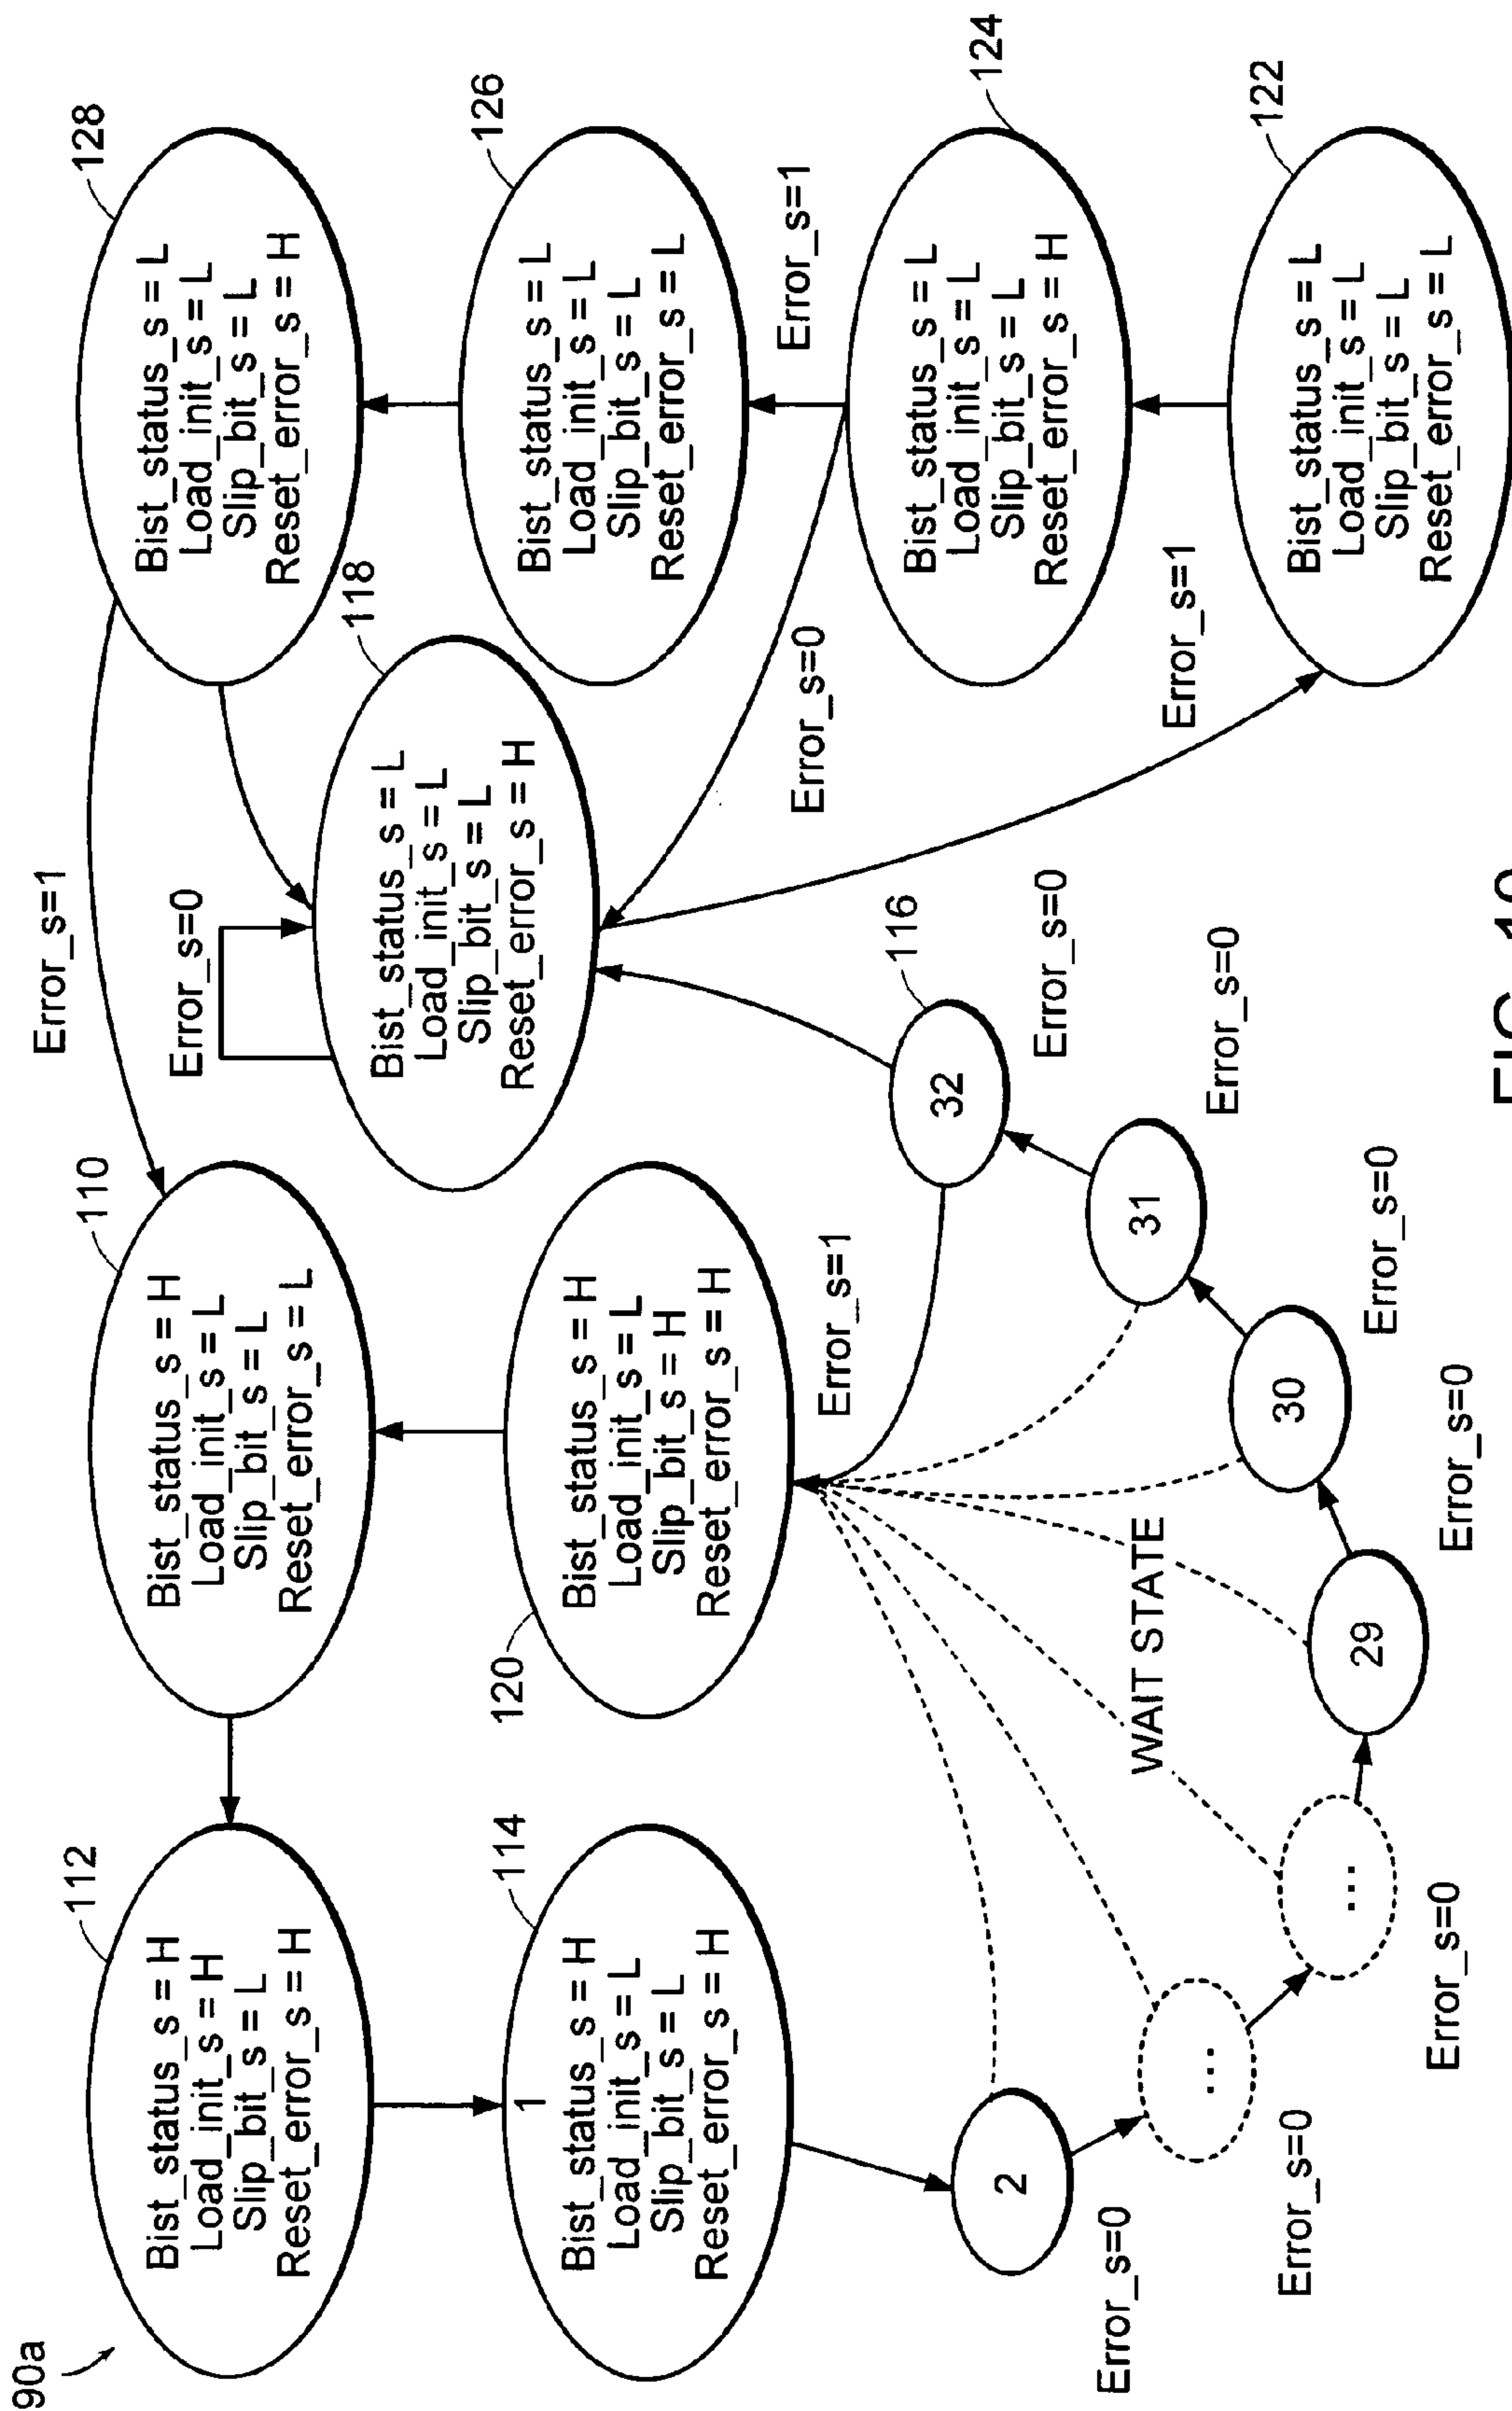 90a
112
Bist_status_s = H
Load_init_s = H
Slip_bit_s = L
Reset_error_s = H
110
Bist_status_s = H
Load_init_s = L
Slip_bit_s = L
Reset_error_s = L
Error_s=1
128
Bist_status_s = L
Load_init_s = L
Slip_bit_s = L
Reset_error_s = H
114
1
Bist_status_s = H
Load_init_s = L
Slip_bit_s = L
Reset_error_s = H
120
Bist_status_s = H
Load_init_s = L
Slip_bit_s = H
Reset_error_s = H
Error_s=0
118
Bist_status_s = L
Load_init_s = L
Slip_bit_s = L
Reset_error_s = H
126
Bist_status_s = L
Load_init_s = L
Slip_bit_s = L
Reset_error_s = L
Error_s=1
Error_s=1
Error_s=0
124
Bist_status_s = L
Load_init_s = L
Slip_bit_s = L
Reset_error_s = H
2
Error_s=0
...
Error_s=0
...
Error_s=0
WAIT STATE
29
Error_s=0
30
Error_s=0
31
Error_s=0
32
116
Error_s=0
Error_s=1
122
Bist_status_s = L
Load_init_s = L
Slip_bit_s = L
Reset_error_s = L